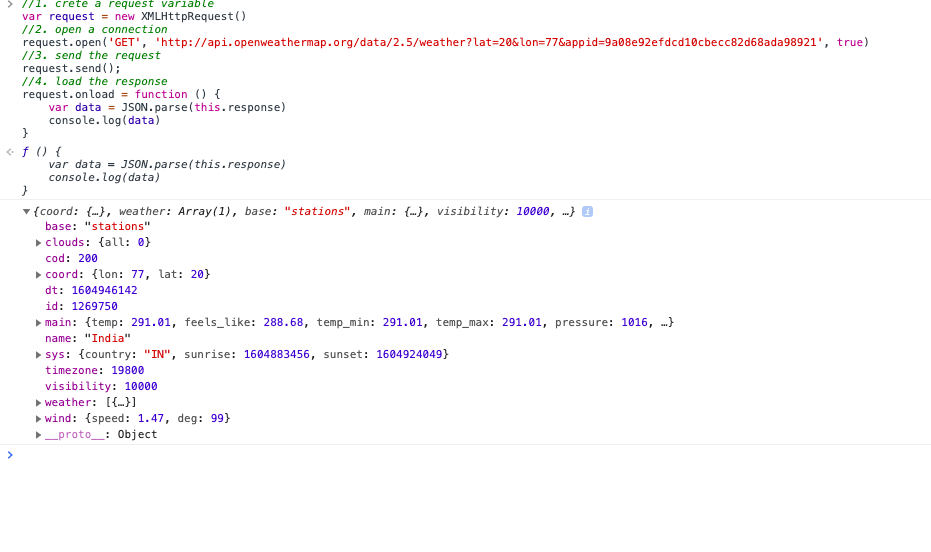 //1. crete a request variable
var request = new XMLHttpRequest()
//2. open a connection
request.open('GET', 'http://api.openweathermap.org/data/2.5/weather?lat=20&lon=77&appid=9a08e92efdcd10cbecc82d68ada98921', true)
//3. send the request
request.send();
//4. load the response
request.onload = function () {
    var data = JSON.parse(this.response)
    console.log(data)
}
ƒ () {
    var data = JSON.parse(this.response)
    console.log(data)
}
{coord: {…}, weather: Array(1), base: "stations", main: {…}, visibility: 10000, …} i
base: "stations"
clouds: {all: 0}
cod: 200
coord: {lon: 77, lat: 20}
dt: 1604946142
id: 1269750
main: {temp: 291.01, feels_like: 288.68, temp_min: 291.01, temp_max: 291.01, pressure: 1016, …}
name: "India"
sys: {country: "IN", sunrise: 1604883456, sunset: 1604924049}
timezone: 19800
visibility: 10000
weather: [{…}]
wind: {speed: 1.47, deg: 99}
__proto__: Object